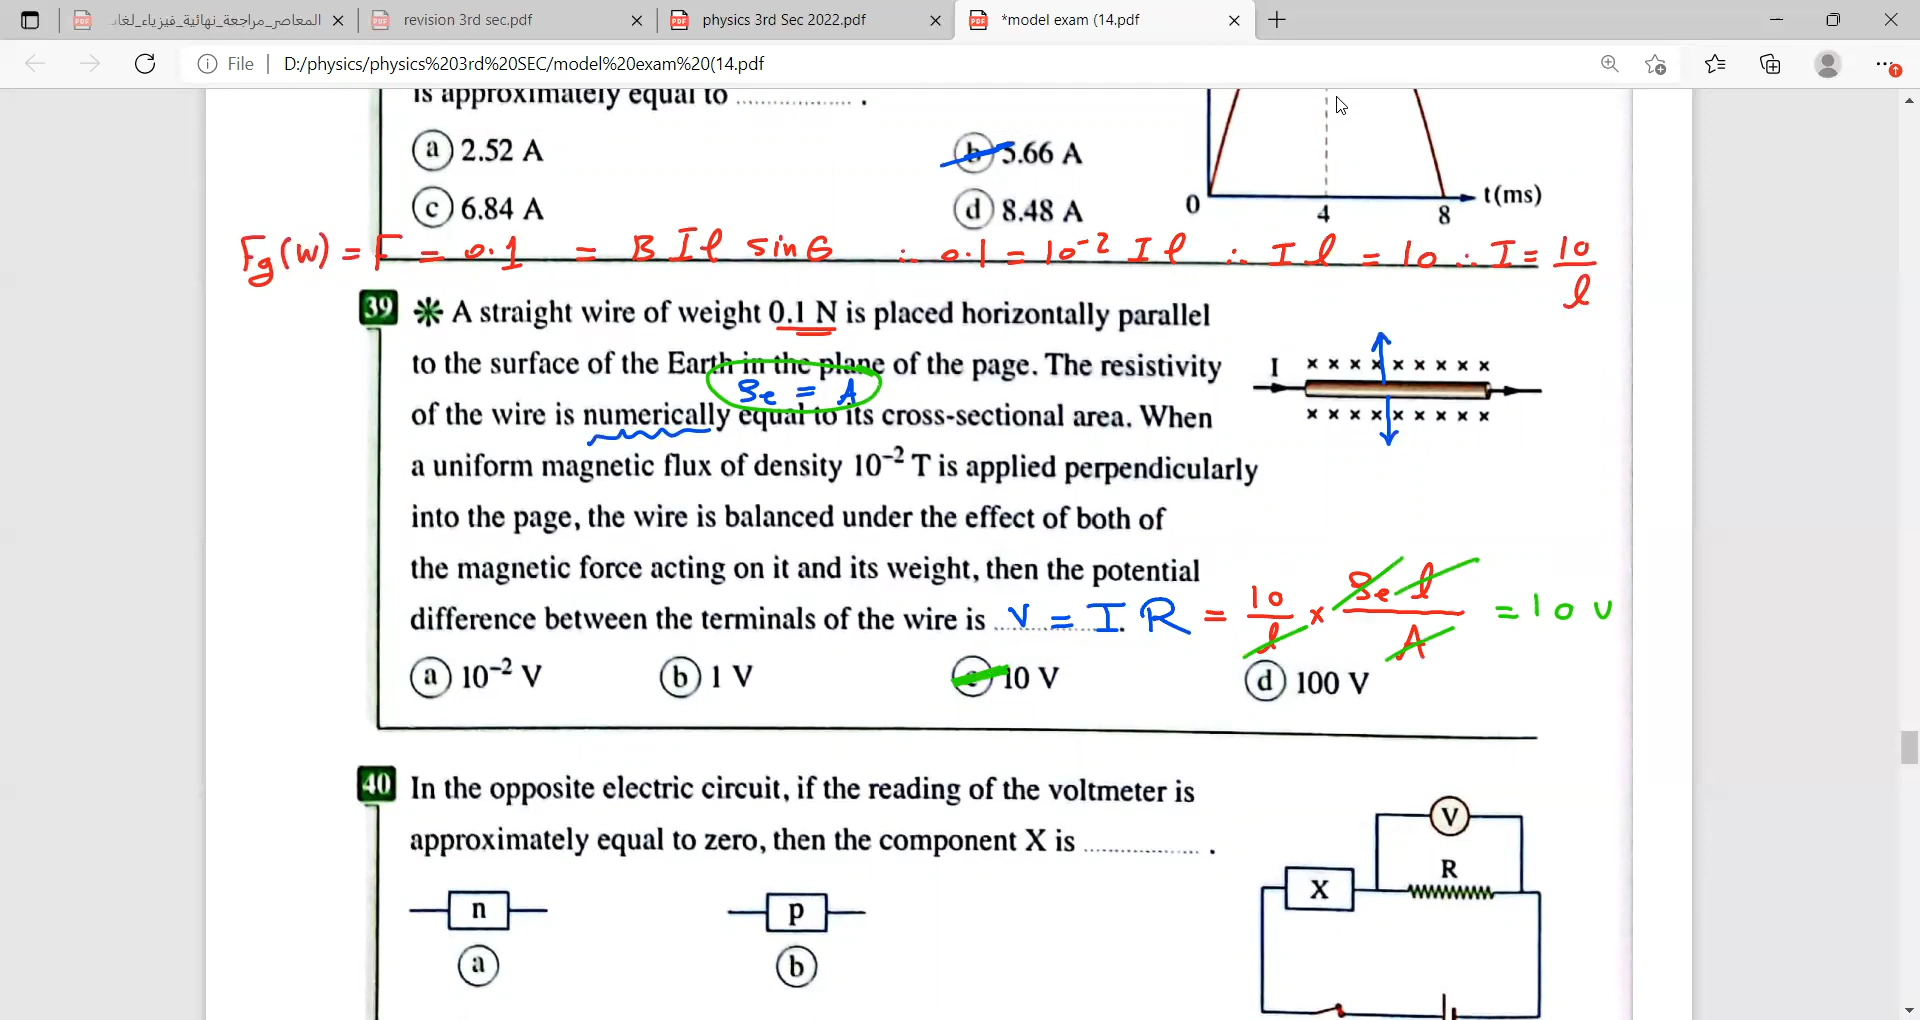 المعاصر_مراجعة_نهائية_فيزياء_لغات
revision 3rd sec.pdf
physics 3rd Sec 2022.pdf
*model exam (14.pdf
File
D:/physics/physics%203rd%20SEC/model%20exam%20(14.pdf
is approximately equal to .................. .
a 2.52 A
b 5.66 A
c 6.84 A
d 8.48 A
0 4 8 t(ms)
Fg(w) = F = 0.1 = B I l sin θ ∴ 0.1 = 10⁻² I l ∴ I l = 10 ∴ I = 10/l
39 ✳ A straight wire of weight 0.1 N is placed horizontally parallel
to the surface of the Earth in the plane of the page. The resistivity
ρe = A
of the wire is numerically equal to its cross-sectional area. When
a uniform magnetic flux of density 10⁻² T is applied perpendicularly
into the page, the wire is balanced under the effect of both of
the magnetic force acting on it and its weight, then the potential
difference between the terminals of the wire is .................. .
V = I R = 10/l × ρe l/A = 10 V
I
× × × × × × × × ×
× × × × × × × × ×
a 10⁻² V
b 1 V
c 10 V
d 100 V
40 In the opposite electric circuit, if the reading of the voltmeter is
approximately equal to zero, then the component X is .................. .
n
a
p
b
V
R
X